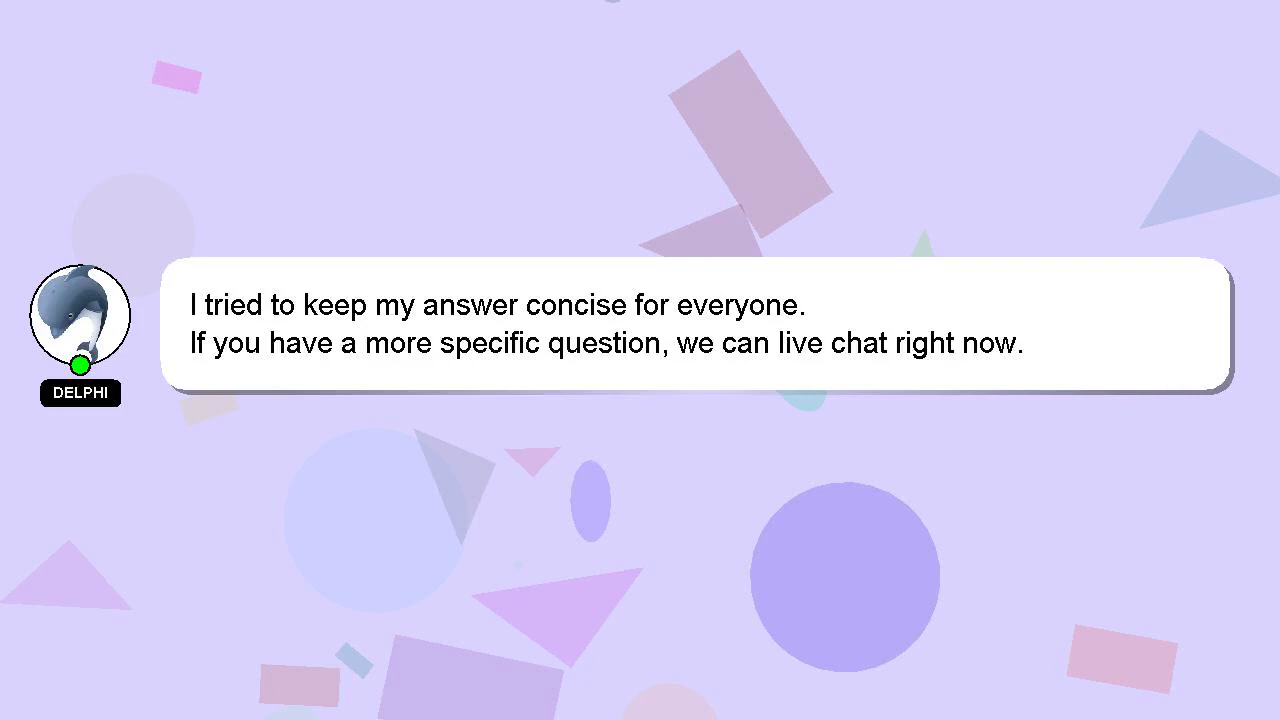 I tried to keep my answer concise for everyone.
If you have a more specific question, we can live chat right now.
DELPHI